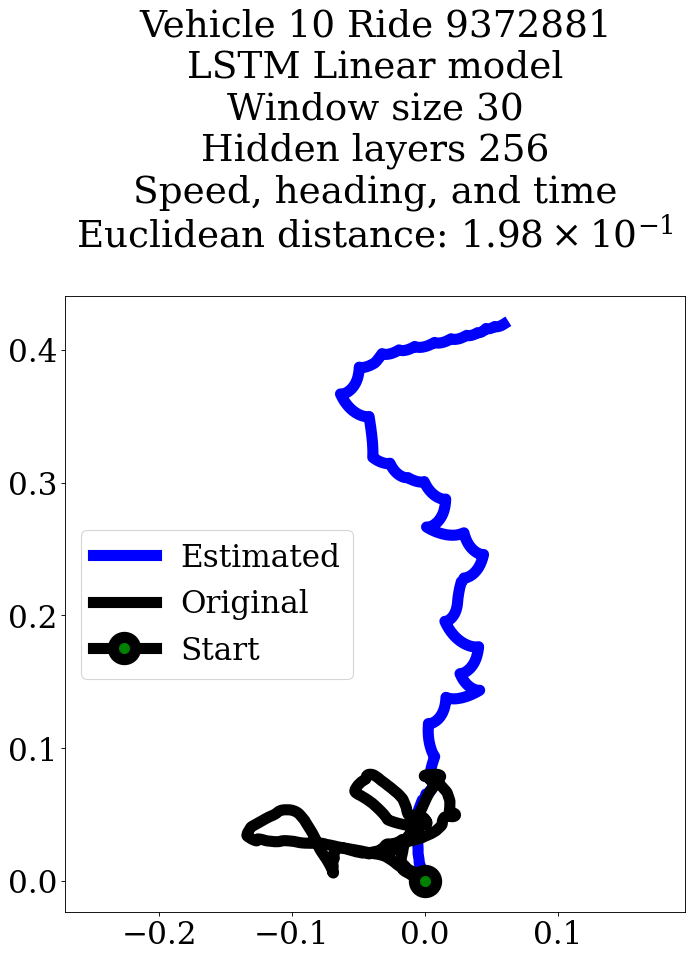 Vehicle 10 Ride 9372881
LSTM Linear model
Window size 30
Hidden layers 256
Speed, heading, and time
Euclidean distance: 1.98 × 10⁻¹
0.4
0.3
Estimated
Original
0.2
Start
0.1
0.0
−0.2 −0.1 0.0 0.1